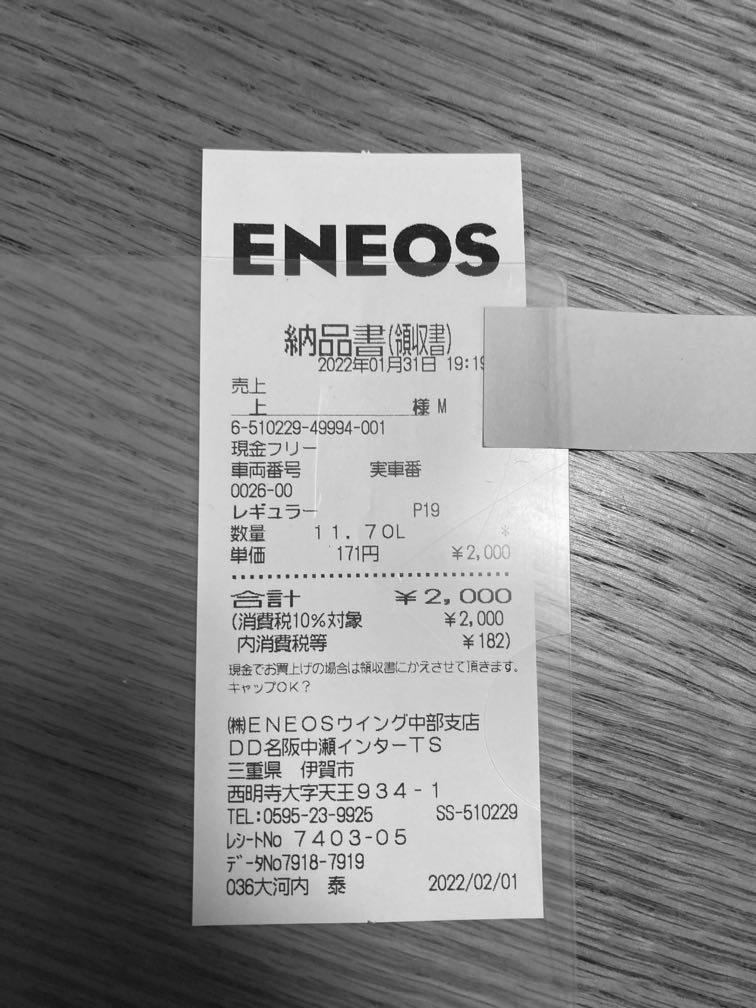 ENEOS
納品書(領収書)
2022年01月31日 19:19
売上
上 様 M
6-510229-49994-001
現金フリー
車両番号 実車番
0026-00
レギュラー P19
数量 11.70L *
単価 171円 ¥2,000
合計 ¥2,000
(消費税10%対象 ¥2,000
内消費税等 ¥182)
現金でお買上げの場合は領収書にかえさせて頂きます。
キャップOK?
㈱ENEOSウイング中部支店
DD名阪中瀬インターTS
三重県 伊賀市
西明寺大字天王934-1
TEL:0595-23-9925 SS-510229
レシートNo 7403-05
データNo7918-7919
036大河内 泰 2022/02/01